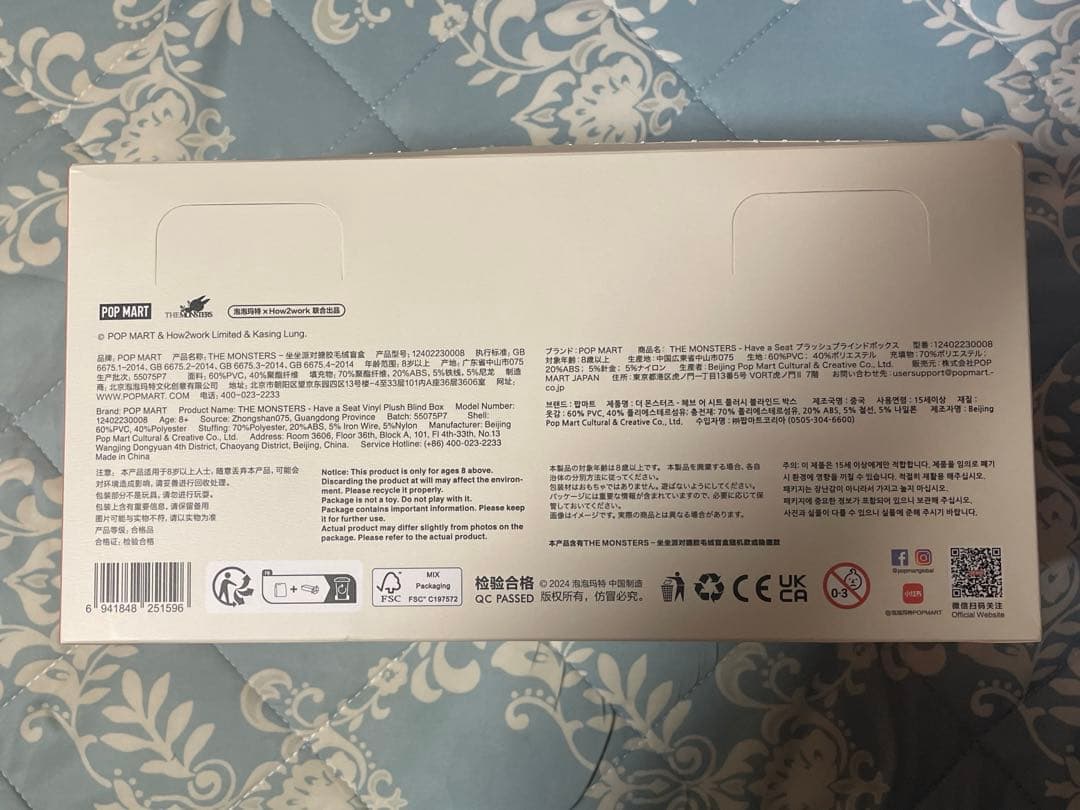 POP MART THE MONSTERS 泡泡玛特×How2work 联合出品
© POP MART & How2work Limited & Kasing Lung.
品牌: POP MART 产品名称: THE MONSTERS – 坐坐派对搪胶毛绒盲盒 产品型号: 12402230008 执行标准: GB
6675.1–2014, GB 6675.2–2014, GB 6675.3–2014, GB 6675.4–2014 年龄范围: 8岁以上 产地: 广东省中山市075
生产批次: 55075P7 面料: 60%PVC, 40%聚酯纤维 填充物: 70%聚酯纤维, 20%ABS, 5%铁线, 5%尼龙 制造
商: 北京泡泡玛特文化创意有限公司 地址: 北京市朝阳区望京东园四区13号楼–4至33层101内A座36层3606室 网址:
WWW.POPMART.COM 电话: 400–023–2233
Brand: POP MART Product Name: THE MONSTERS - Have a Seat Vinyl Plush Blind Box Model Number:
12402230008 Age: 8+ Source: Zhongshan075, Guangdong Province Batch: 55075P7 Shell:
60%PVC, 40%Polyester Stuffing: 70%Polyester, 20%ABS, 5% Iron Wire, 5%Nylon Manufacturer: Beijing
Pop Mart Cultural & Creative Co., Ltd. Address: Room 3606, Floor 36th, Block A, 101, Fl 4th-33th, No.13
Wangjing Dongyuan 4th District, Chaoyang District, Beijing, China. Service Hotline: (+86) 400-023-2233
Made in China
ブランド: POP MART 商品名: THE MONSTERS - Have a Seat プラッシュブラインドボックス 型番: 12402230008
対象年齢: 8歳以上 生産地: 中国広東省中山市075 生地: 60%PVC; 40%ポリエステル 充填物: 70%ポリエステル;
20%ABS; 5%針金; 5%ナイロン 生産者: Beijing Pop Mart Cultural & Creative Co., Ltd. 販売元: 株式会社POP
MART JAPAN 住所: 東京都港区虎ノ門一丁目13番5号 VORT虎ノ門Ⅱ 7階 お問い合わせ先: usersupport@popmart.-
co.jp
브랜드: 팝마트 제품명: 더 몬스터즈 - 헤브 어 시트 플러시 블라인드 박스 제조국명: 중국 사용연령: 15세이상 재질:
옷감: 60% PVC, 40% 폴리에스테르섬유; 충전재: 70% 폴리에스테르섬유, 20% ABS, 5% 철선, 5% 나일론 제조자명: Beijing
Pop Mart Cultural & Creative Co., Ltd. 수입자명: ㈜팝마트코리아 (0505-304-6600)
注意: 本产品适用于8岁以上人士, 随意丢弃本产品, 可能会
对环境造成影响, 请妥善进行回收处理。
包装部分不是玩具, 请勿进行玩耍。
包装上含有重要信息, 请保留备用
图片可能与实物不符, 请以实物为准
产品等级: 合格品
合格证: 检验合格
Notice: This product is only for ages 8 above.
Discarding the product at will may affect the environ-
ment. Please recycle it properly.
Package is not a toy. Do not play with it.
Package contains important information. Please keep
it for further use.
Actual product may differ slightly from photos on the
package. Please refer to the actual product.
本製品の対象年齢は8歳以上です。 本製品を廃棄する場合、各自
治体の分別方法に従ってください。
包装材はおもちゃではありません。遊ばないようにしてください。
パッケージには重要な情報が含まれていますので、必要に応じて保
管しておいてください。
画像はイメージです。実際の商品とは異なる場合があります。
주의: 이 제품은 15세 이상에게만 적합합니다. 제품을 임의로 폐기
시 환경에 영향을 끼칠 수 있습니다. 적절히 재활용 해주십시오.
패키지는 장난감이 아니라서 가지고 놀지 마십시오.
패키지에 중요한 정보가 포함되어 있으니 보관해 주십시오.
사진과 실물이 다를 수 있으니 실물에 준해 주시기 바랍니다.
本产品含有THE MONSTERS – 坐坐派对搪胶毛绒盲盒随机款或隐藏款
6 941848 251596
FR
FSC MIX
Packaging
FSC™ C197572
检验合格
QC PASSED
© 2024 泡泡玛特 中国制造
版权所有, 仿冒必究。
CE UK
CA
0-3
@popmartglobal
小红书
@泡泡玛特POPMART
微信扫码关注
Official Website